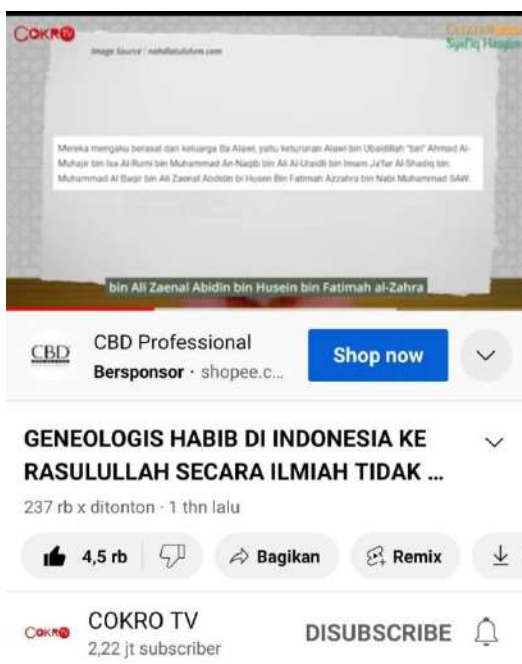 COKRO
Image Source : nahdlatululum.com
Syafiq Hasyim
Mereka mengaku berasal dari keluarga Ba Alawi, yaitu keturunan Alawi bin Ubaidillah "bin" Ahmad Al-
Muhajir bin Isa Al-Rumi bin Muhammad An-Naqib bin Ali Al-Uraidli bin Imam Ja'far Al-Shadiq bin
Muhammad Al Baqir bin Ali Zaenal Abidin bin Husen Bin Fatimah Azzahra bin Nabi Muhammad SAW.
bin Ali Zaenal Abidin bin Husein bin Fatimah al-Zahra
CBD
CBD Professional
Bersponsor · shopee.c...
Shop now
GENEOLOGIS HABIB DI INDONESIA KE
RASULULLAH SECARA ILMIAH TIDAK ...
237 rb x ditonton · 1 thn lalu
4,5 rb
Bagikan
Remix
COKRO
COKRO TV
2,22 jt subscriber
DISUBSCRIBE